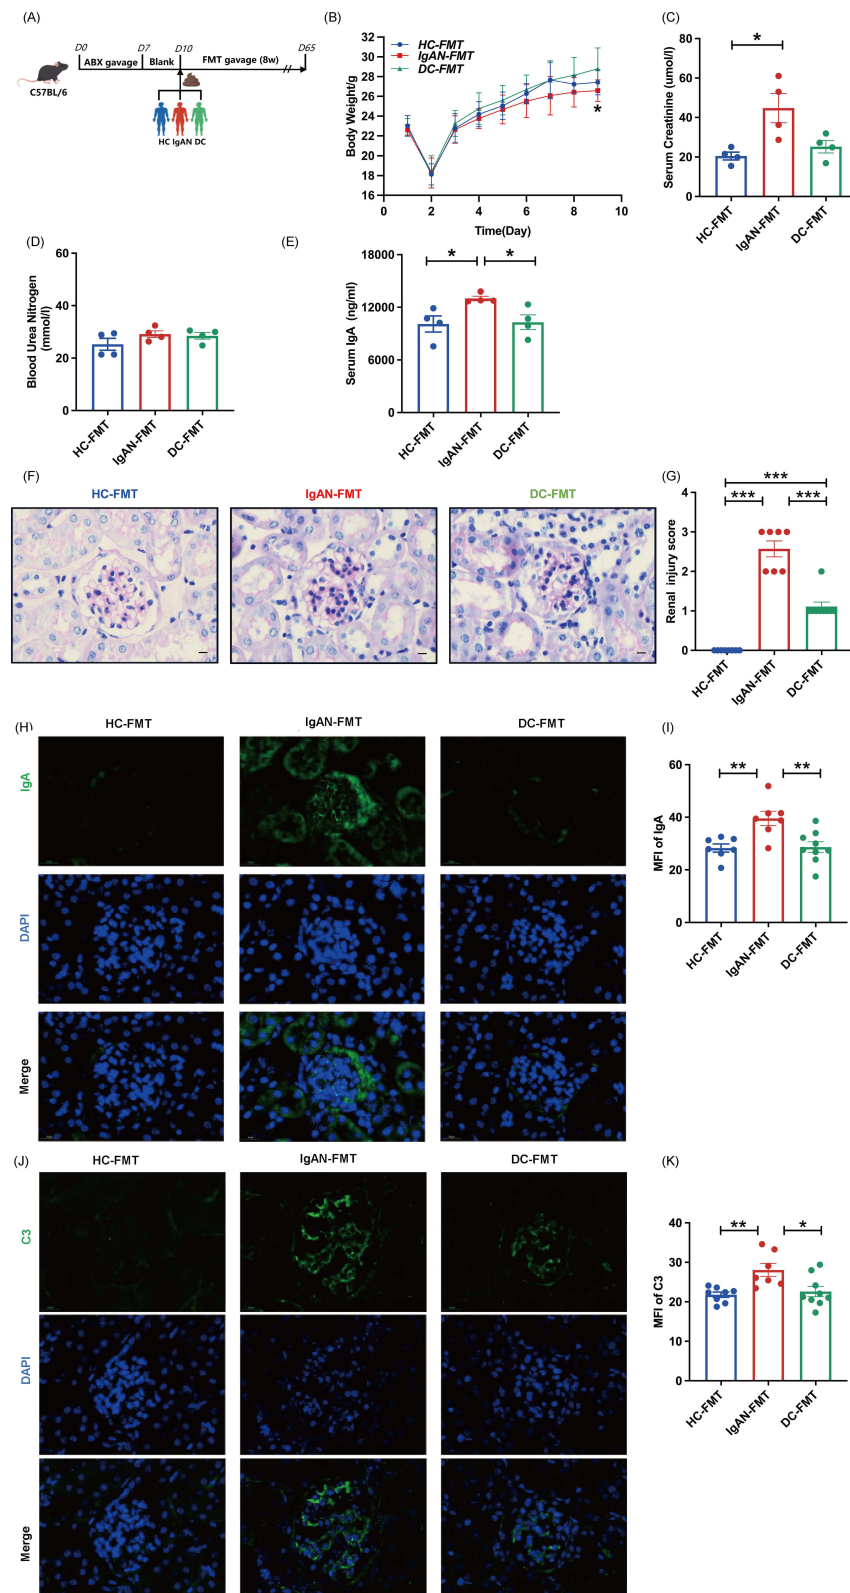 (A)
D0 D7 D10 D65
ABX gavage Blank FMT gavage (8w)
C57BL/6
HC IgAN DC
(B)
HC-FMT
IgAN-FMT
DC-FMT
Body Weight/g
32
30
28
26
24
22
20
18
16
*
0 2 4 6 8 10
Time(Day)
(C)
Serum Creatinine (umol/l)
80
60
40
20
0
*
HC-FMT
IgAN-FMT
DC-FMT
(D)
Blood Urea Nitrogen
(mmol/l)
60
40
20
0
HC-FMT
IgAN-FMT
DC-FMT
(E)
Serum IgA (ng/ml)
18000
12000
6000
0
* *
HC-FMT
IgAN-FMT
DC-FMT
(F)
HC-FMT IgAN-FMT DC-FMT
(G)
Renal injury score
4
3
2
1
0
***
*** ***
HC-FMT
IgAN-FMT
DC-FMT
(H)
HC-FMT IgAN-FMT DC-FMT
IgA
DAPI
Merge
(I)
MFI of IgA
60
40
20
0
** **
HC-FMT
IgAN-FMT
DC-FMT
(J)
HC-FMT IgAN-FMT DC-FMT
C3
DAPI
Merge
(K)
MFI of C3
40
30
20
10
0
** *
HC-FMT
IgAN-FMT
DC-FMT